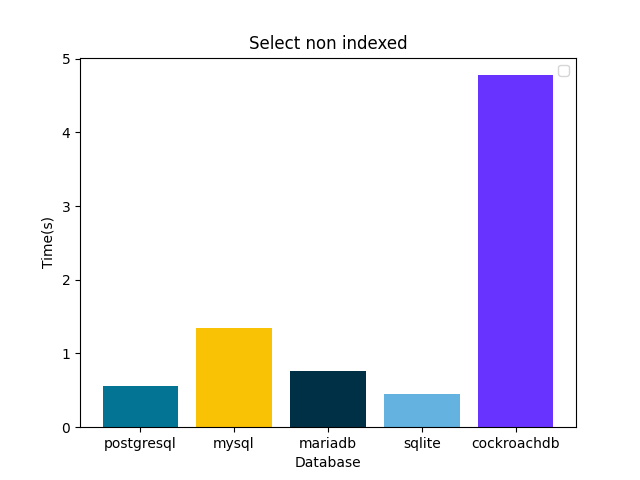 Select non indexed
5
4
3
2
1
0
Time(s)
postgresql mysql mariadb sqlite cockroachdb
Database